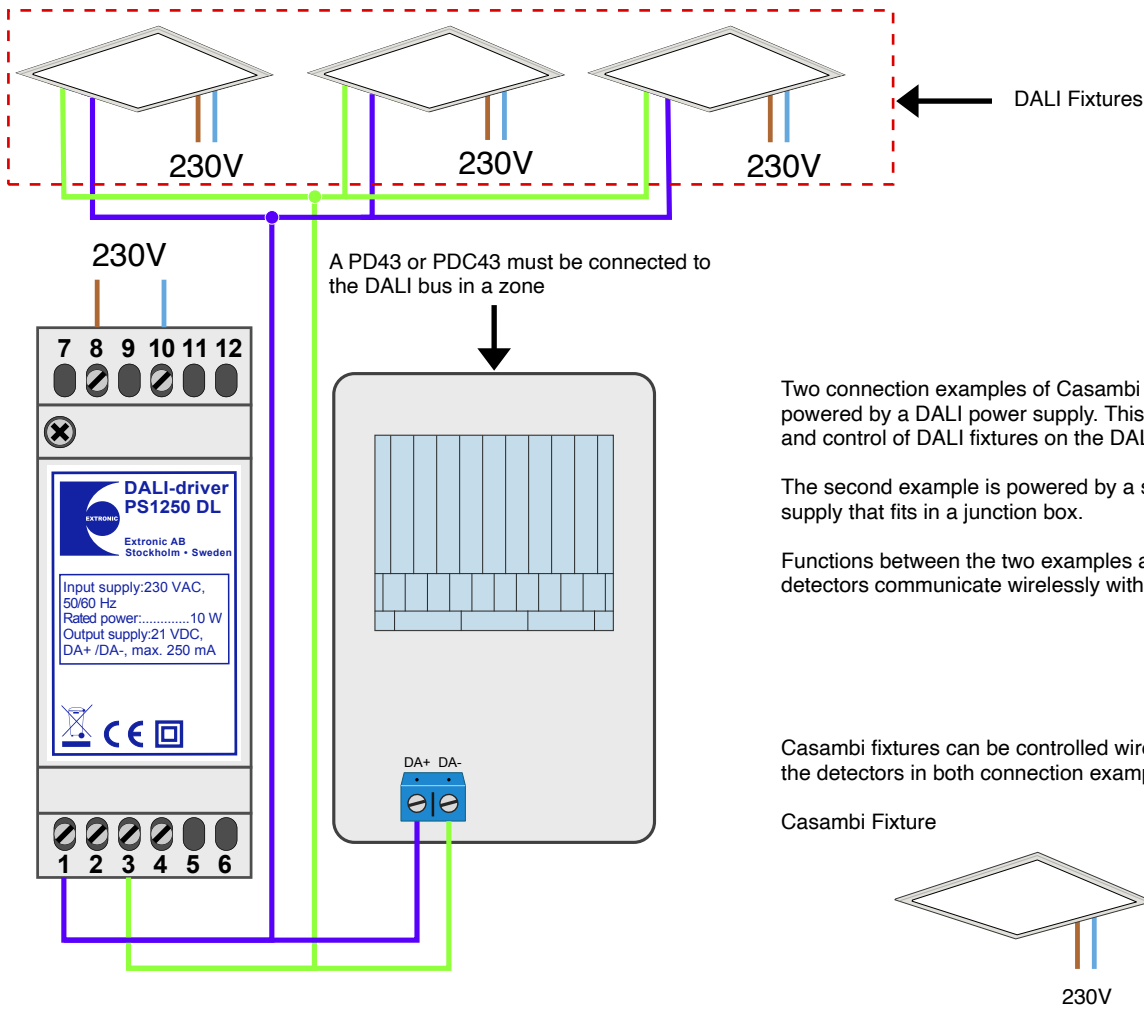 DALI Fixtures
230V
230V
230V
230V
A PD43 or PDC43 must be connected to
the DALI bus in a zone
7 8 9 10 11 12
DALI-driver
PS1250 DL
EXTRONIC
Extronic AB
Stockholm • Sweden
Input supply:230 VAC,
50/60 Hz
Rated power:.............10 W
Output supply:21 VDC,
DA+ /DA-, max. 250 mA
CE
1 2 3 4 5 6
DA+ DA-
Two connection examples of Casambi
powered by a DALI power supply. This
and control of DALI fixtures on the DAL
The second example is powered by a s
supply that fits in a junction box.
Functions between the two examples a
detectors communicate wirelessly with
Casambi fixtures can be controlled wire
the detectors in both connection examp
Casambi Fixture
230V